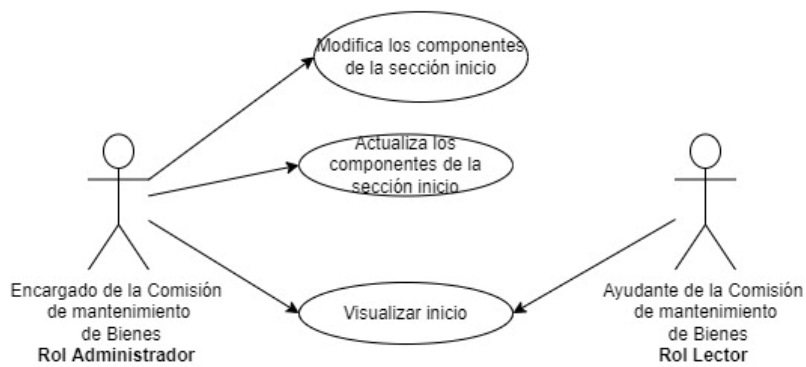 Modifica los componentes
de la sección inicio
Actualiza los
componentes de la
sección inicio
Visualizar inicio
Encargado de la Comisión
de mantenimiento
de Bienes
Rol Administrador
Ayudante de la Comisión
de mantenimiento
de Bienes
Rol Lector